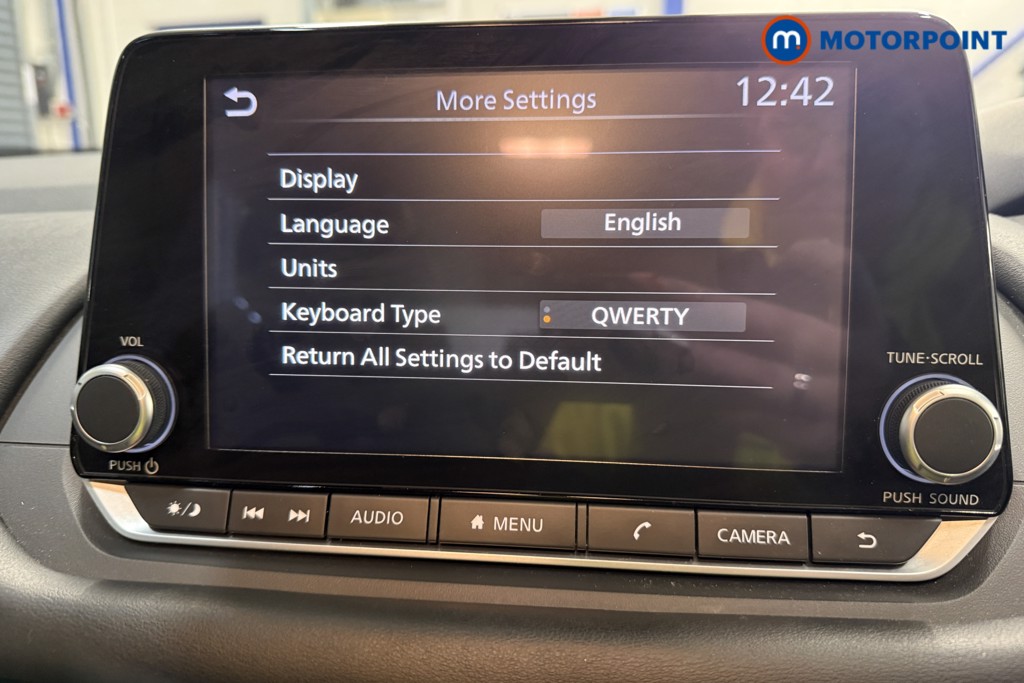 m MOTORPOINT
More Settings 12:42
Display
Language English
Units
Keyboard Type QWERTY
Return All Settings to Default
VOL
PUSH
TUNE·SCROLL
PUSH SOUND
AUDIO MENU CAMERA